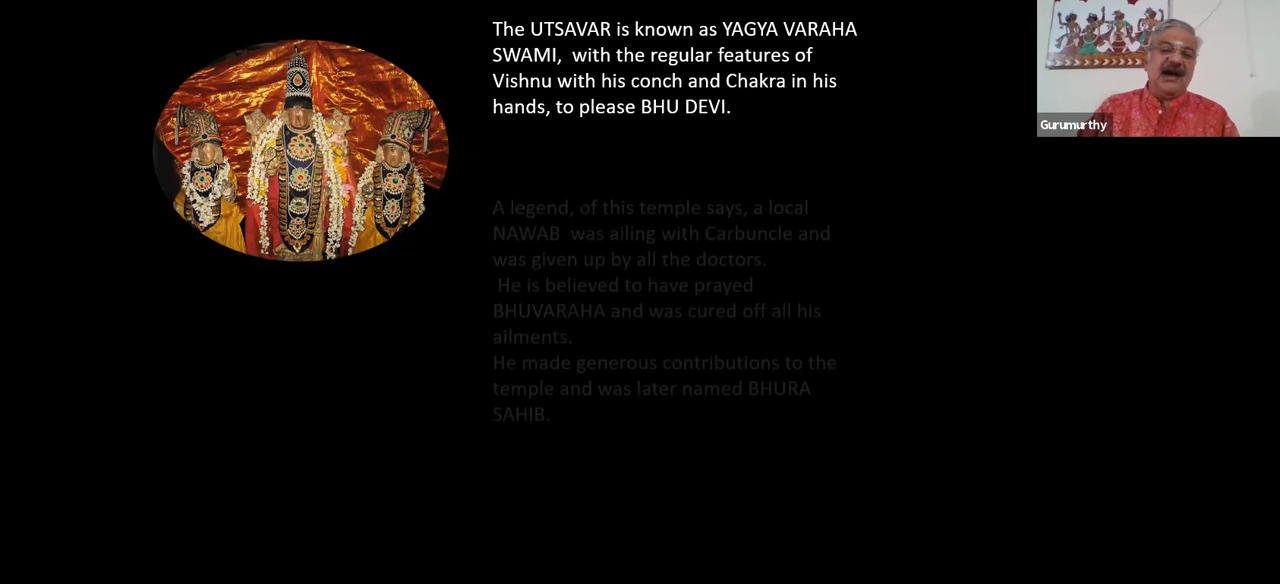 The UTSAVAR is known as YAGYA VARAHA
SWAMI,  with the regular features of
Vishnu with his conch and Chakra in his
hands, to please BHU DEVI.
A legend, of this temple says, a local
NAWAB  was ailing with Carbuncle and
was given up by all the doctors.
He is believed to have prayed
BHUVARAHA and was cured off all his
ailments.
He made generous contributions to the
temple and was later named BHURA
SAHIB.
Gurumurthy